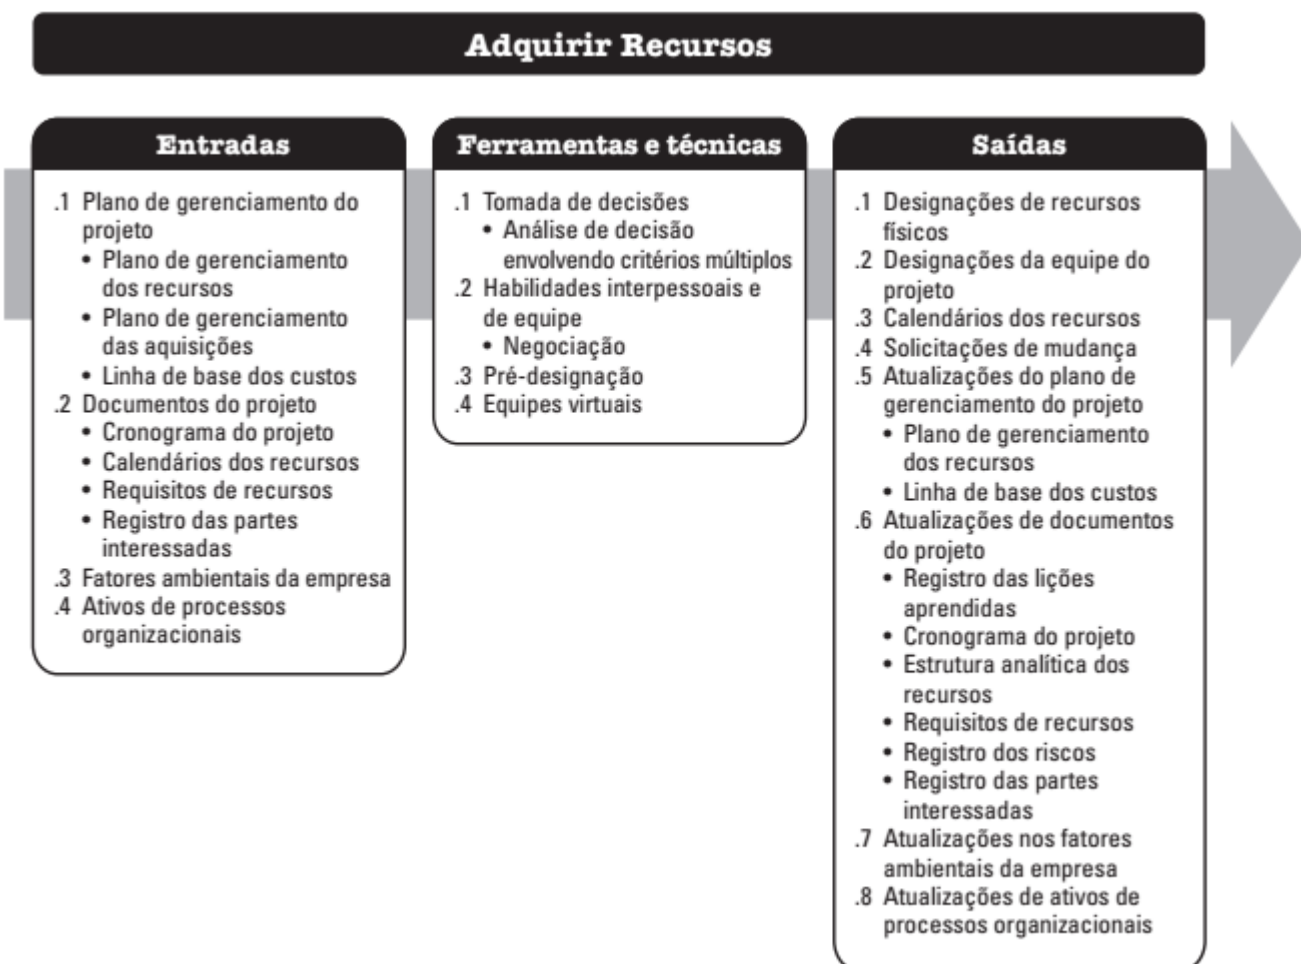 Adquirir Recursos
Entradas
.1 Plano de gerenciamento do
projeto
• Plano de gerenciamento
dos recursos
• Plano de gerenciamento
das aquisições
• Linha de base dos custos
.2 Documentos do projeto
• Cronograma do projeto
• Calendários dos recursos
• Requisitos de recursos
• Registro das partes
interessadas
.3 Fatores ambientais da empresa
.4 Ativos de processos
organizacionais
Ferramentas e técnicas
.1 Tomada de decisões
• Análise de decisão
envolvendo critérios múltiplos
.2 Habilidades interpessoais e
de equipe
• Negociação
.3 Pré-designação
.4 Equipes virtuais
Saídas
.1 Designações de recursos
físicos
.2 Designações da equipe do
projeto
.3 Calendários dos recursos
.4 Solicitações de mudança
.5 Atualizações do plano de
gerenciamento do projeto
• Plano de gerenciamento
dos recursos
• Linha de base dos custos
.6 Atualizações de documentos
do projeto
• Registro das lições
aprendidas
• Cronograma do projeto
• Estrutura analítica dos
recursos
• Requisitos de recursos
• Registro dos riscos
• Registro das partes
interessadas
.7 Atualizações nos fatores
ambientais da empresa
.8 Atualizações de ativos de
processos organizacionais